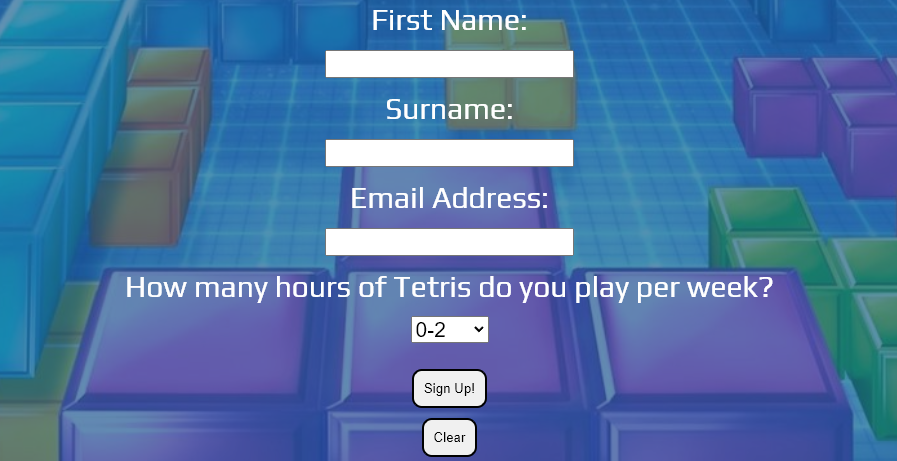 First Name:
Surname:
Email Address:
How many hours of Tetris do you play per week?
0-2
Sign Up!
Clear